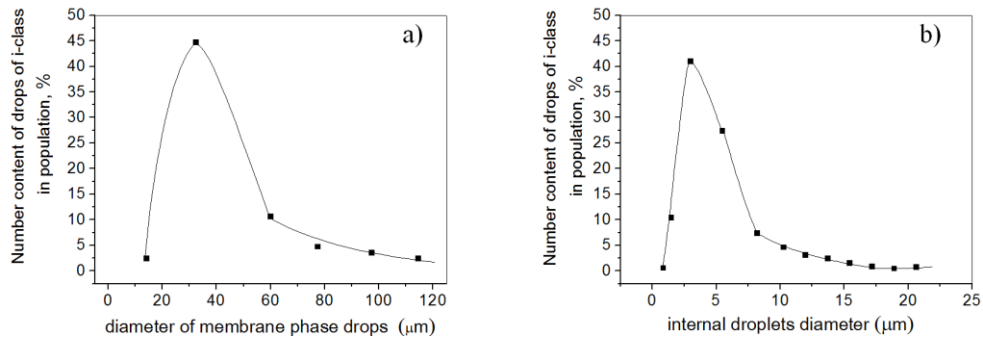 50
45
40
35
30
25
20
15
10
5
0
Number content of drops of i-class
in population, %
a)
0 20 40 60 80 100 120
diameter of membrane phase drops (μm)
50
45
40
35
30
25
20
15
10
5
0
Number content of drops of i-class
in population, %
b)
0 5 10 15 20 25
internal droplets diameter (μm)